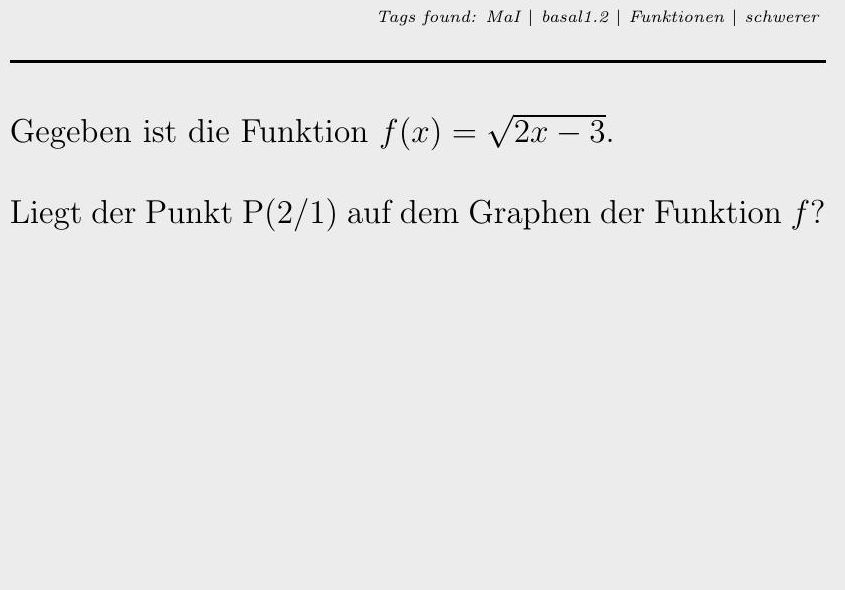 Tags found: MaI | basal1.2 | Funktionen | schwerer
Gegeben ist die Funktion f(x) = √(2x − 3).
Liegt der Punkt P(2/1) auf dem Graphen der Funktion f?